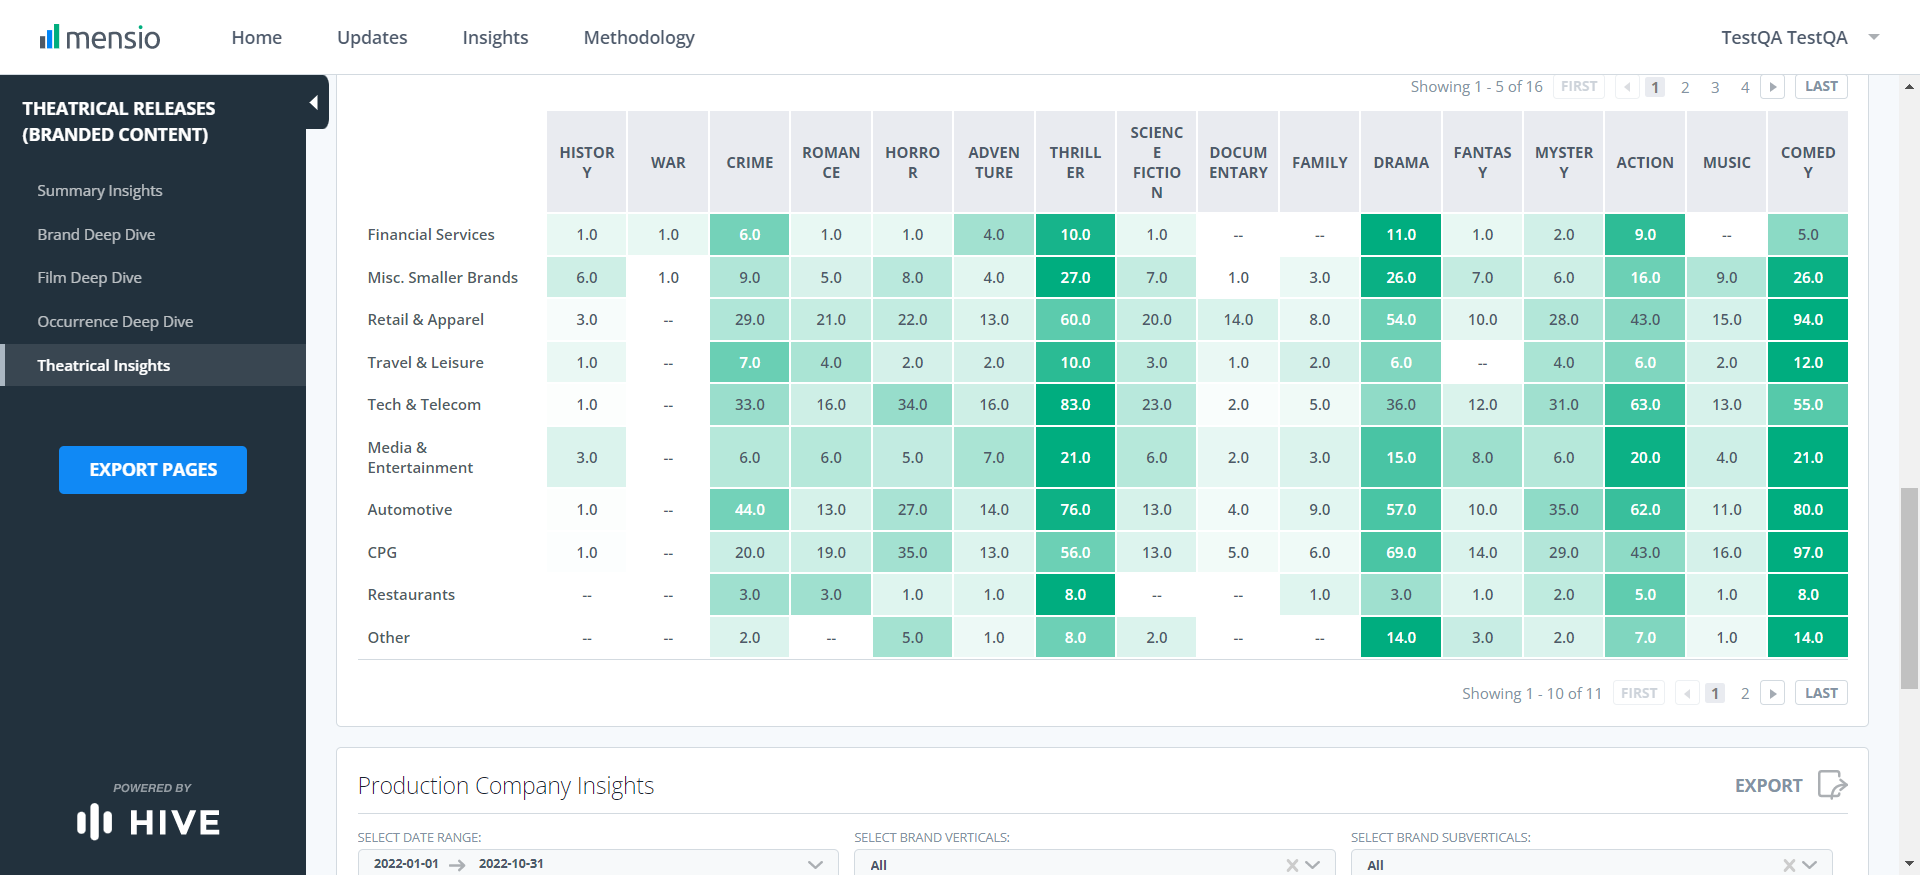 mensio
Home Updates Insights Methodology TestQA TestQA
THEATRICAL RELEASES
(BRANDED CONTENT)
Summary Insights
Brand Deep Dive
Film Deep Dive
Occurrence Deep Dive
Theatrical Insights
EXPORT PAGES
POWERED BY
HIVE
Showing 1 - 5 of 16 FIRST 1 2 3 4 LAST
HISTOR
Y
WAR
CRIME
ROMAN
CE
HORRO
R
ADVEN
TURE
THRILL
ER
SCIENC
E
FICTIO
N
DOCUM
ENTARY
FAMILY
DRAMA
FANTAS
Y
MYSTER
Y
ACTION
MUSIC
COMED
Y
Financial Services 1.0 1.0 6.0 1.0 1.0 4.0 10.0 1.0 -- -- 11.0 1.0 2.0 9.0 -- 5.0
Misc. Smaller Brands 6.0 1.0 9.0 5.0 8.0 4.0 27.0 7.0 1.0 3.0 26.0 7.0 6.0 16.0 9.0 26.0
Retail & Apparel 3.0 -- 29.0 21.0 22.0 13.0 60.0 20.0 14.0 8.0 54.0 10.0 28.0 43.0 15.0 94.0
Travel & Leisure 1.0 -- 7.0 4.0 2.0 2.0 10.0 3.0 1.0 2.0 6.0 -- 4.0 6.0 2.0 12.0
Tech & Telecom 1.0 -- 33.0 16.0 34.0 16.0 83.0 23.0 2.0 5.0 36.0 12.0 31.0 63.0 13.0 55.0
Media &
Entertainment 3.0 -- 6.0 6.0 5.0 7.0 21.0 6.0 2.0 3.0 15.0 8.0 6.0 20.0 4.0 21.0
Automotive 1.0 -- 44.0 13.0 27.0 14.0 76.0 13.0 4.0 9.0 57.0 10.0 35.0 62.0 11.0 80.0
CPG 1.0 -- 20.0 19.0 35.0 13.0 56.0 13.0 5.0 6.0 69.0 14.0 29.0 43.0 16.0 97.0
Restaurants -- -- 3.0 3.0 1.0 1.0 8.0 -- -- 1.0 3.0 1.0 2.0 5.0 1.0 8.0
Other -- -- 2.0 -- 5.0 1.0 8.0 2.0 -- -- 14.0 3.0 2.0 7.0 1.0 14.0
Showing 1 - 10 of 11 FIRST 1 2 LAST
Production Company Insights EXPORT
SELECT DATE RANGE: SELECT BRAND VERTICALS: SELECT BRAND SUBVERTICALS:
2022-01-01 → 2022-10-31 All All